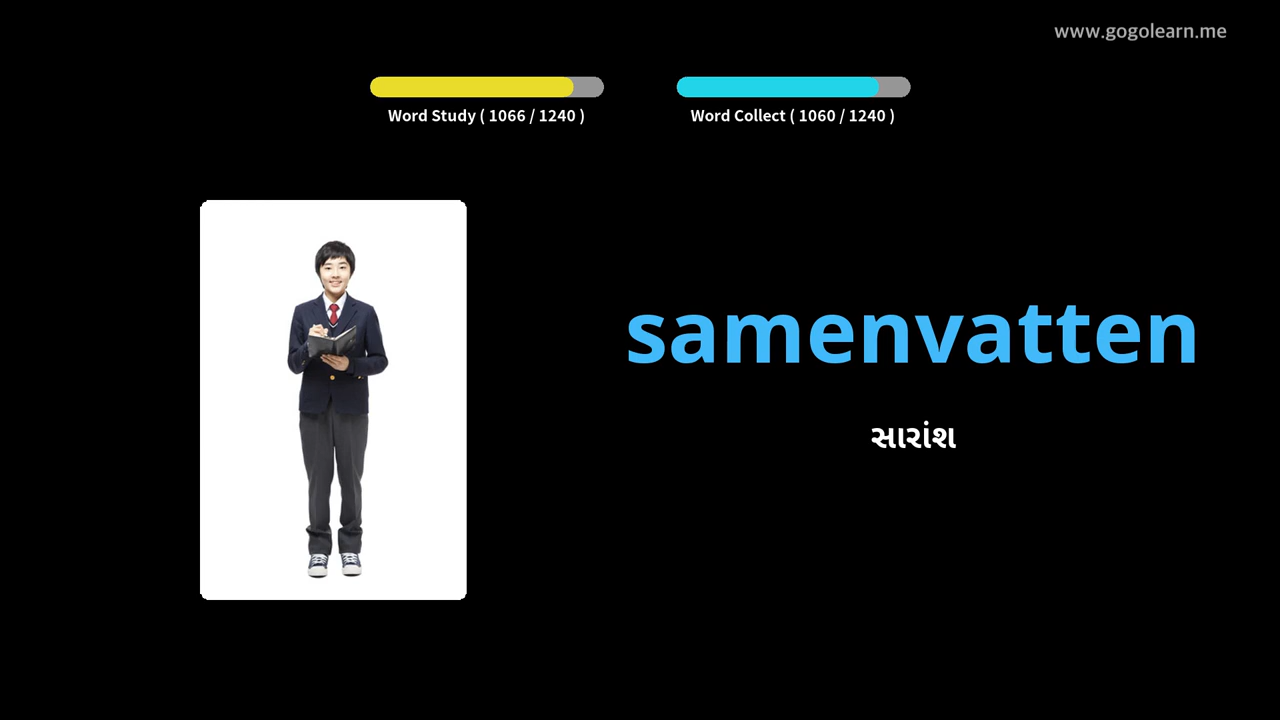 www.gogolearn.me
Word Study ( 1066 / 1240 )
Word Collect ( 1060 / 1240 )
samenvatten
સારાંશ